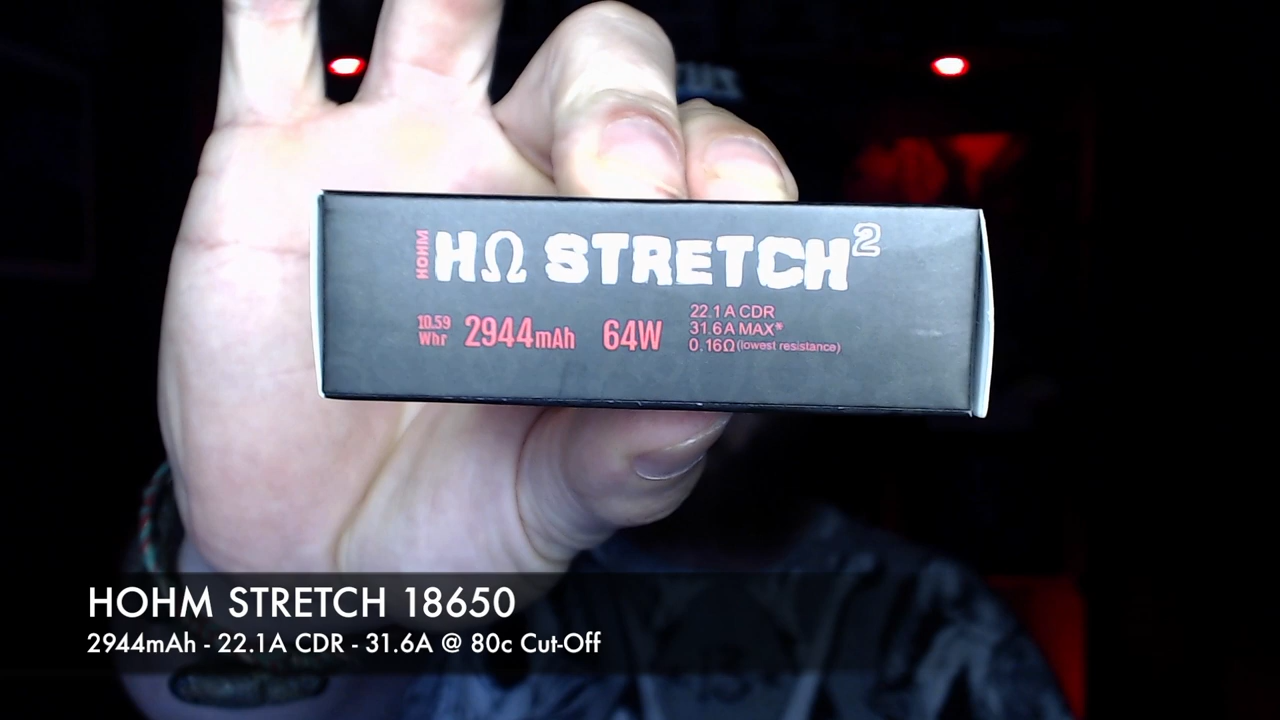 HOHM
HΩ STRETCH²
10.59
Whr
2944mAh
64W
22.1A CDR
31.6A MAX*
0.16Ω (lowest resistance)
HOHM STRETCH 18650
2944mAh - 22.1A CDR - 31.6A @ 80c Cut-Off